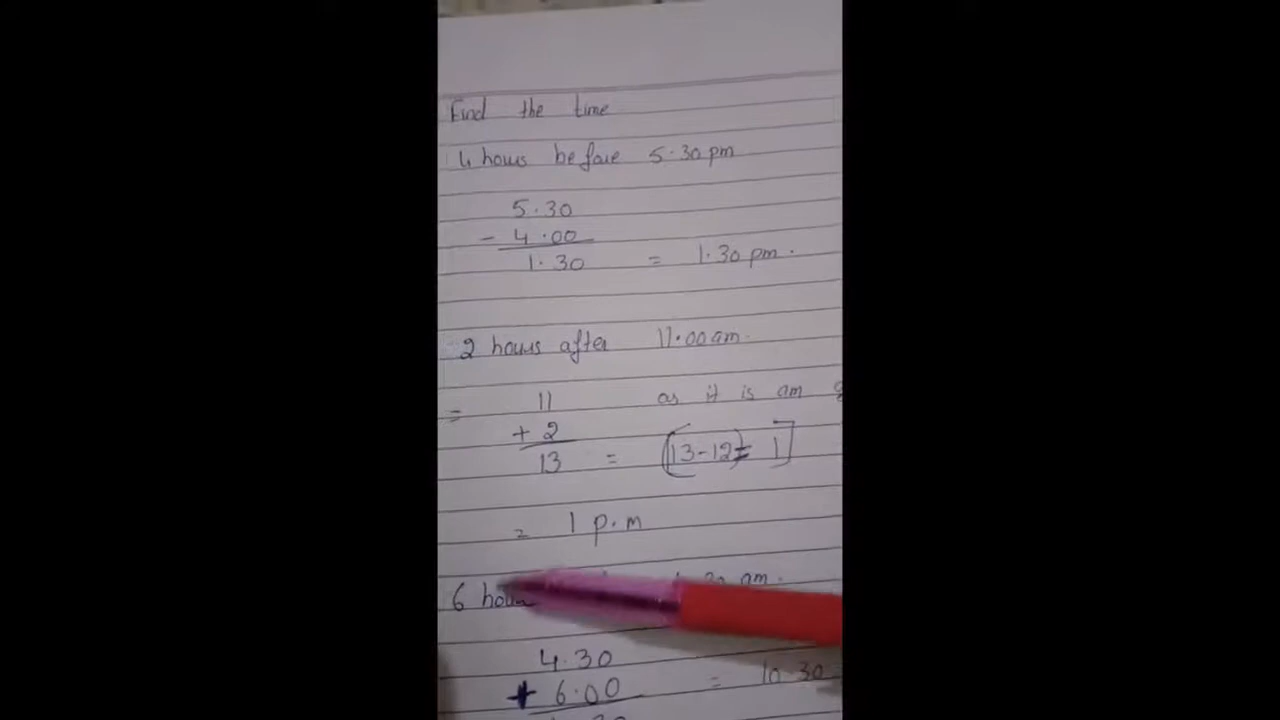 Find the time
4 hours before 5.30 pm
5.30
- 4.00
1.30 = 1.30 pm.
2 hours after 11.00 am.
= 11 as it is am
+ 2
13 = [(13-12) = 1]
= 1 p.m
6 am.
4.30
+ 6.00 = 10.30